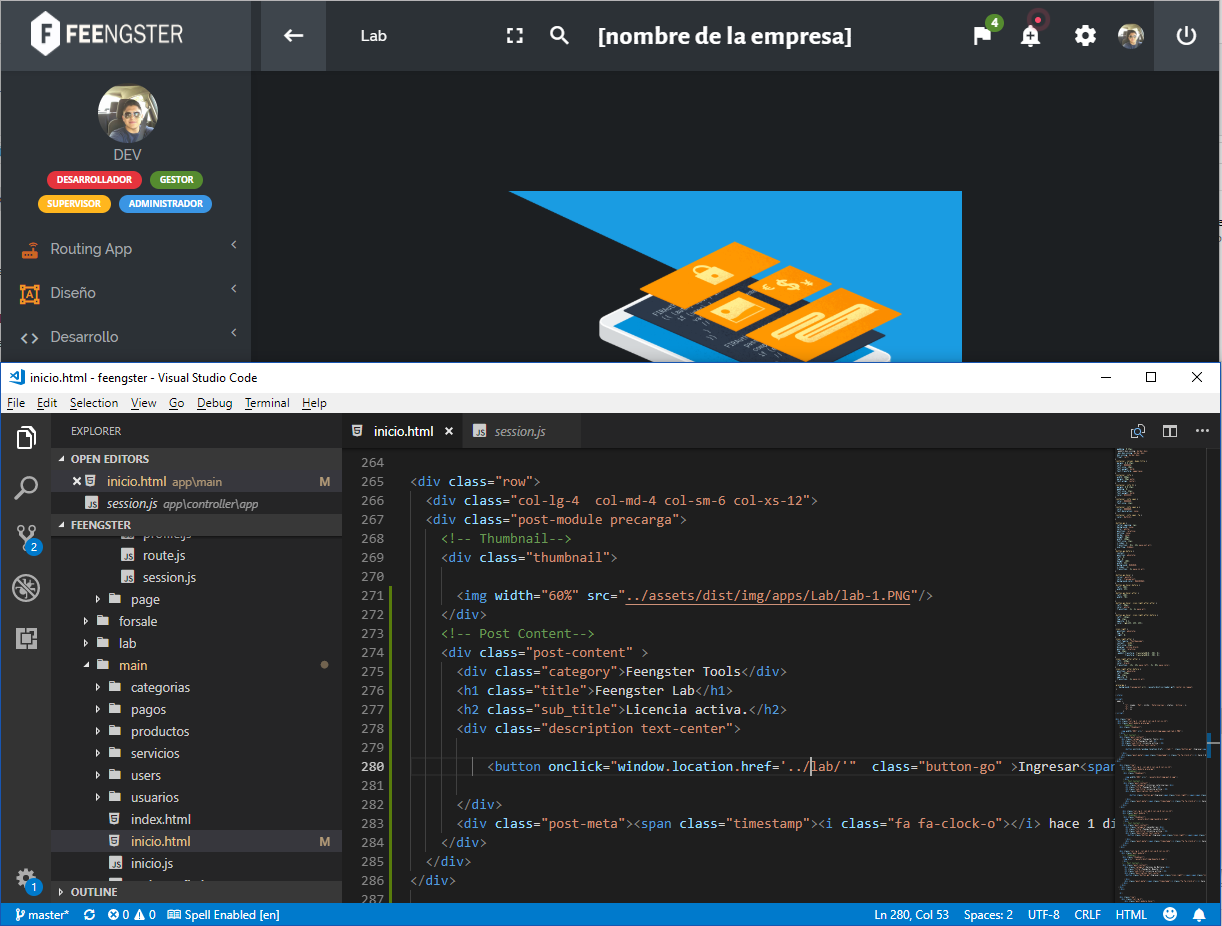 FEENGSTER
Lab
[nombre de la empresa]
4
DEV
DESARROLLADOR GESTOR
SUPERVISOR ADMINISTRADOR
Routing App
Diseño
Desarrollo
inicio.html - feengster - Visual Studio Code
File Edit Selection View Go Debug Terminal Help
EXPLORER
OPEN EDITORS
inicio.html app\main M
session.js app\controller\app
FEENGSTER
profile.js
route.js
session.js
page
forsale
lab
main
categorias
pagos
productos
servicios
users
usuarios
index.html
inicio.html M
inicio.js
OUTLINE
2
1
inicio.html session.js
264
265 <div class="row">
266 <div class="col-lg-4  col-md-4 col-sm-6 col-xs-12">
267 <div class="post-module precarga">
268 <!-- Thumbnail-->
269 <div class="thumbnail">
270
271 <img width="60%" src="../assets/dist/img/apps/Lab/lab-1.PNG"/>
272 </div>
273 <!-- Post Content-->
274 <div class="post-content" >
275 <div class="category">Feengster Tools</div>
276 <h1 class="title">Feengster Lab</h1>
277 <h2 class="sub_title">Licencia activa.</h2>
278 <div class="description text-center">
279
280 <button onclick="window.location.href='../lab/'"  class="button-go" >Ingresar<span
281
282 </div>
283 <div class="post-meta"><span class="timestamp"><i class="fa fa-clock-o"></i> hace 1 di
284 </div>
285 </div>
286 </div>
287
master* 0 0 Spell Enabled [en] Ln 280, Col 53 Spaces: 2 UTF-8 CRLF HTML